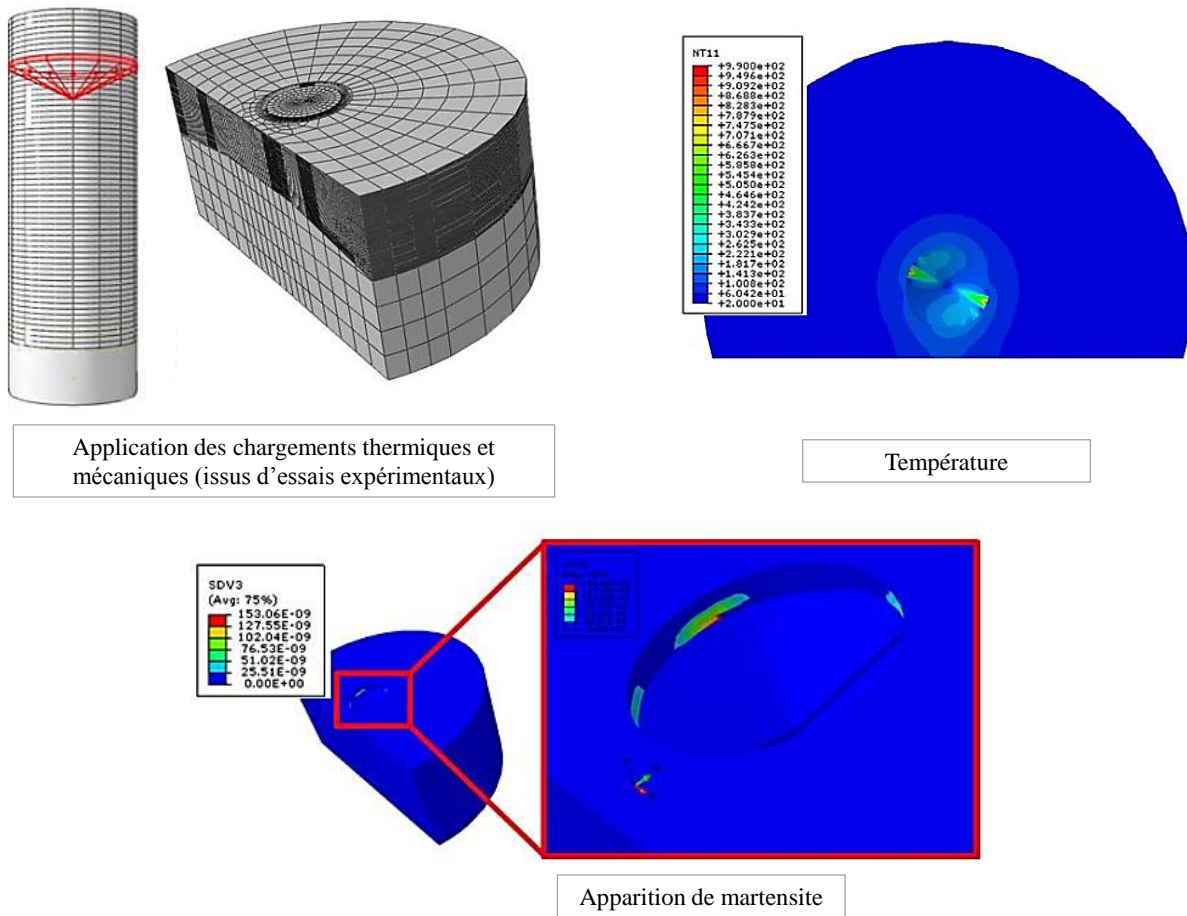 NT11
+9.900e+02
+9.496e+02
+9.092e+02
+8.688e+02
+8.283e+02
+7.879e+02
+7.475e+02
+7.071e+02
+6.667e+02
+6.263e+02
+5.858e+02
+5.454e+02
+5.050e+02
+4.646e+02
+4.242e+02
+3.837e+02
+3.433e+02
+3.029e+02
+2.625e+02
+2.221e+02
+1.817e+02
+1.413e+02
+1.008e+02
+6.042e+01
+2.000e+01
Application des chargements thermiques et
mécaniques (issus d’essais expérimentaux)
Température
SDV3
(Avg: 75%)
153.06E-09
127.55E-09
102.04E-09
76.53E-09
51.02E-09
25.51E-09
0.00E+00
Apparition de martensite